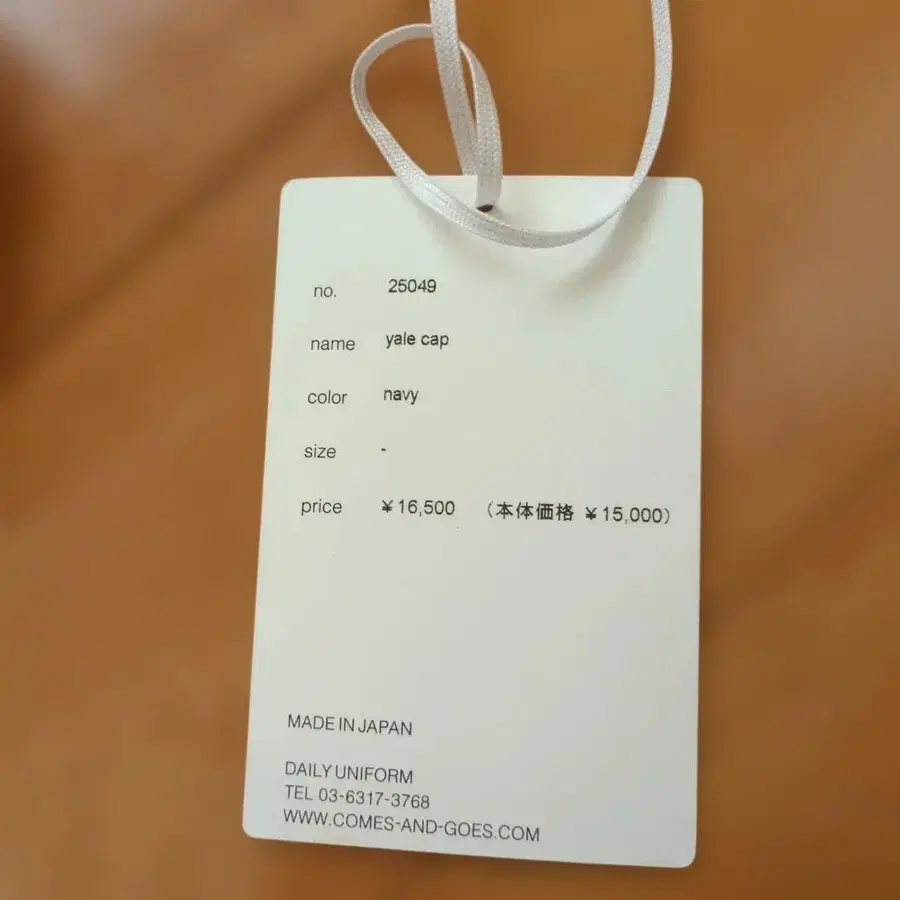 no. 25049
name yale cap
color navy
size -
price ¥16,500 (本体価格 ¥15,000)
MADE IN JAPAN
DAILY UNIFORM
TEL 03-6317-3768
WWW.COMES-AND-GOES.COM